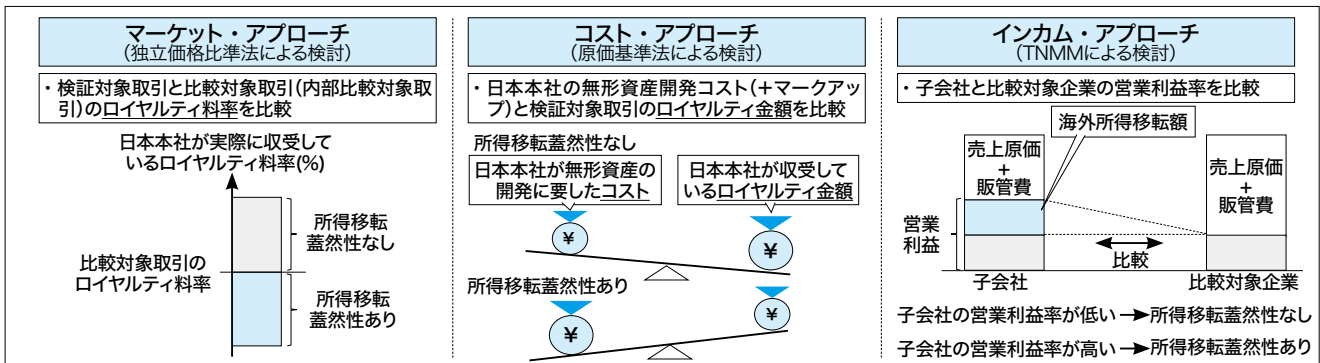 マーケット・アプローチ
(独立価格比準法による検討)
・検証対象取引と比較対象取引(内部比較対象取
引)のロイヤルティ料率を比較
日本本社が実際に収受して
いるロイヤルティ料率(%)
所得移転
蓋然性なし
比較対象取引の
ロイヤルティ料率
所得移転
蓋然性あり
コスト・アプローチ
(原価基準法による検討)
・日本本社の無形資産開発コスト(+マークアッ
プ)と検証対象取引のロイヤルティ金額を比較
所得移転蓋然性なし
日本本社が無形資産の
開発に要したコスト
日本本社が収受して
いるロイヤルティ金額
¥
¥
所得移転蓋然性あり
¥
¥
インカム・アプローチ
(TNMMによる検討)
・子会社と比較対象企業の営業利益率を比較
海外所得移転額
売上原価
+
販管費
売上原価
+
販管費
営業
利益
比較
子会社
比較対象企業
子会社の営業利益率が低い→所得移転蓋然性なし
子会社の営業利益率が高い→所得移転蓋然性あり